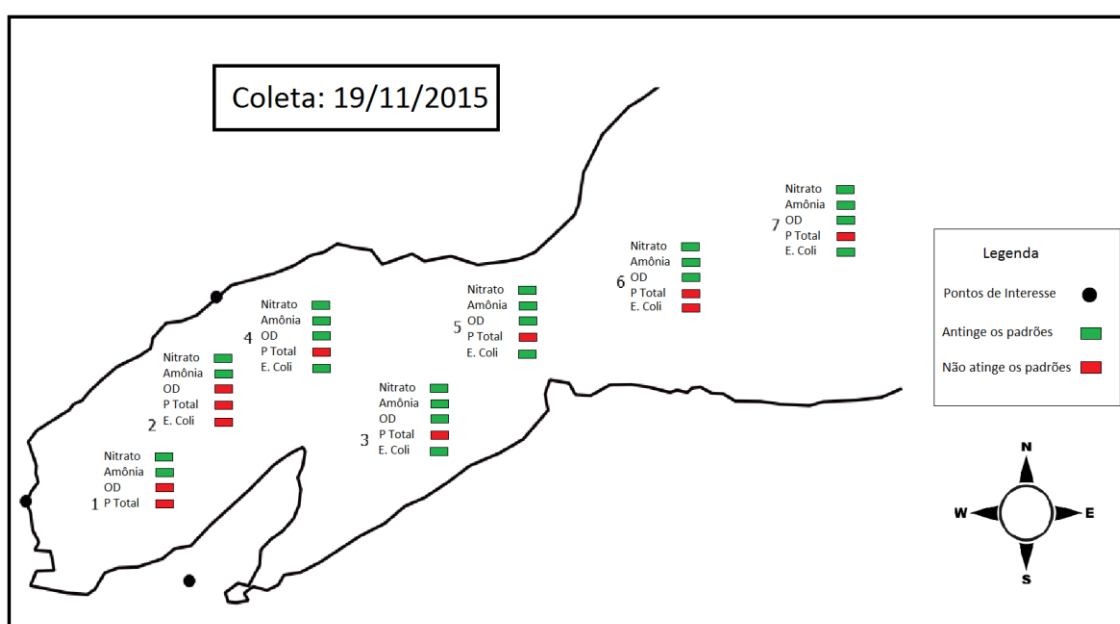 Coleta: 19/11/2015
Nitrato
Amônia
7 OD
P Total
E. Coli
Nitrato
Amônia
6 OD
P Total
E. Coli
Nitrato
Amônia
5 OD
P Total
E. Coli
Nitrato
Amônia
4 OD
P Total
E. Coli
Nitrato
Amônia
OD
P Total
2 E. Coli
Nitrato
Amônia
OD
3 P Total
E. Coli
Nitrato
Amônia
OD
1 P Total
Legenda
Pontos de Interesse
Antinge os padrões
Não atinge os padrões
N
W E
S